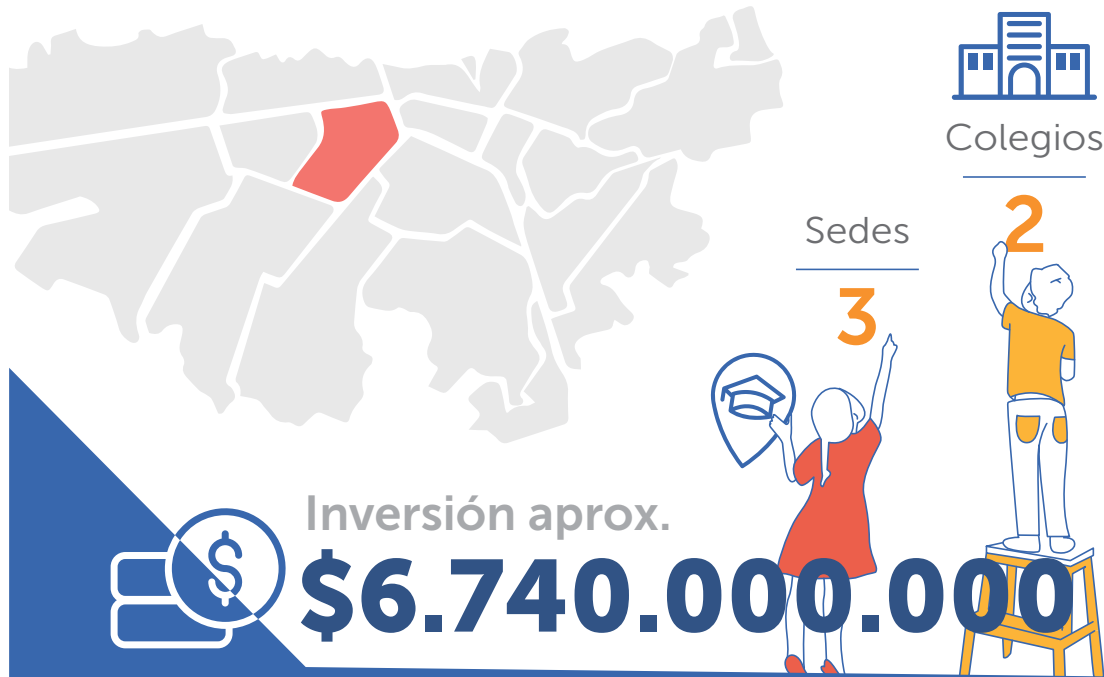 Colegios
2
Sedes
3
Inversión aprox.
$6.740.000.000